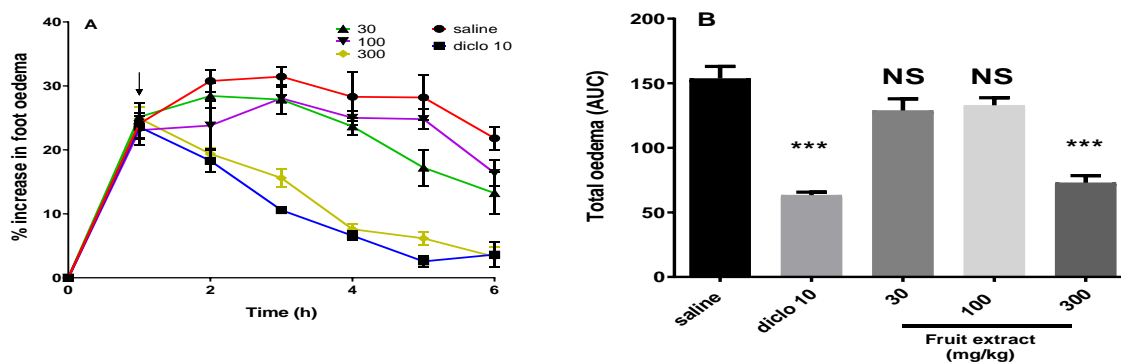 A
30
100
300
saline
diclo 10
% increase in foot oedema
40
30
20
10
0
0
2
4
6
Time (h)
B
Total oedema (AUC)
200
150
100
50
0
NS
NS
***
***
saline
diclo 10
30
100
300
Fruit extract
(mg/kg)